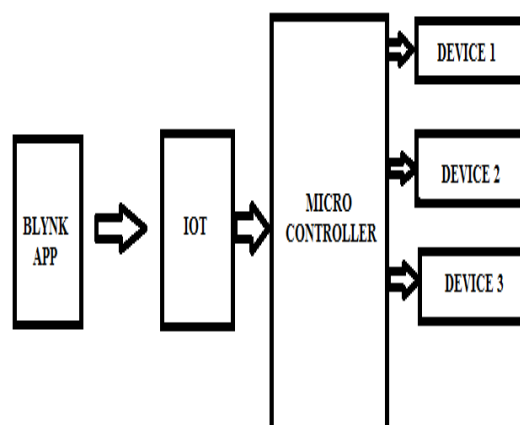 BLYNK
APP
IOT
MICRO
CONTROLLER
DEVICE 1
DEVICE 2
DEVICE 3